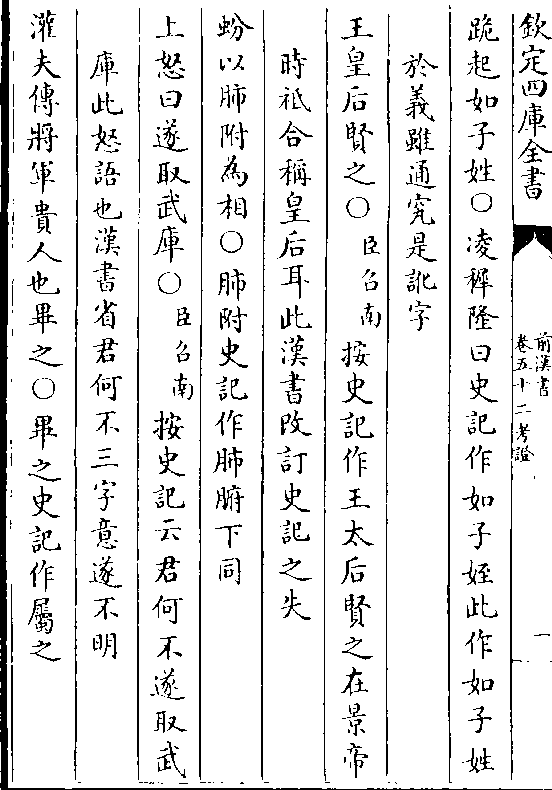 欽定四庫全書
前漢書
卷五十二考證
一
跪起如子姓○凌稚隆曰史記作如子姪此作如子姓
於義雖通究是訛字
王皇后賢之○臣召南按史記作王太后賢之在景帝
時祗合稱皇后耳此漢書改訂史記之失
蚡以肺附為相○肺附史記作肺腑下同
上怒曰遂取武庫○臣召南按史記云君何不遂取武
庫此怒語也漢書省君何不三字意遂不明
灌夫傳將軍貴人也畢之○畢之史記作屬之